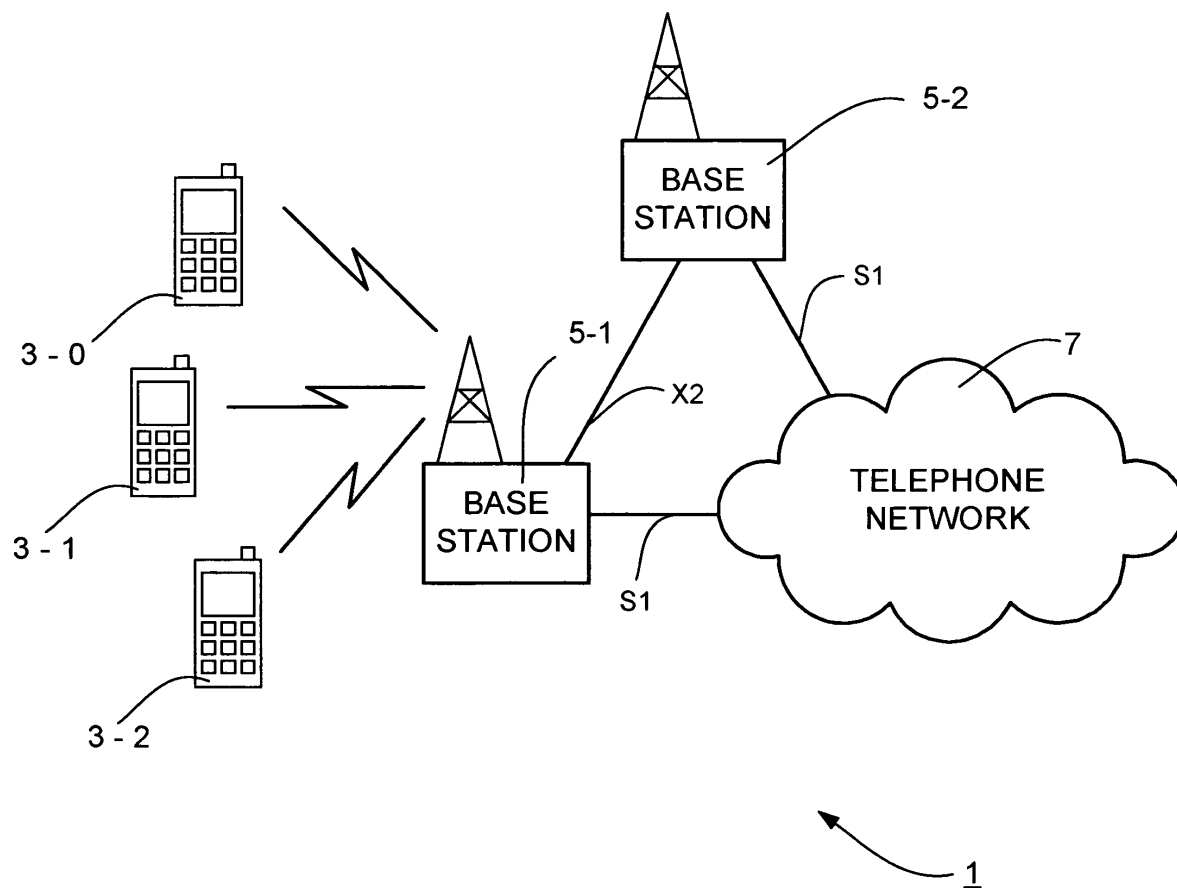 5-2
BASE
STATION
S1
3 - 0
5-1
7
X2
BASE
STATION
TELEPHONE
NETWORK
3 - 1
S1
3 - 2
1